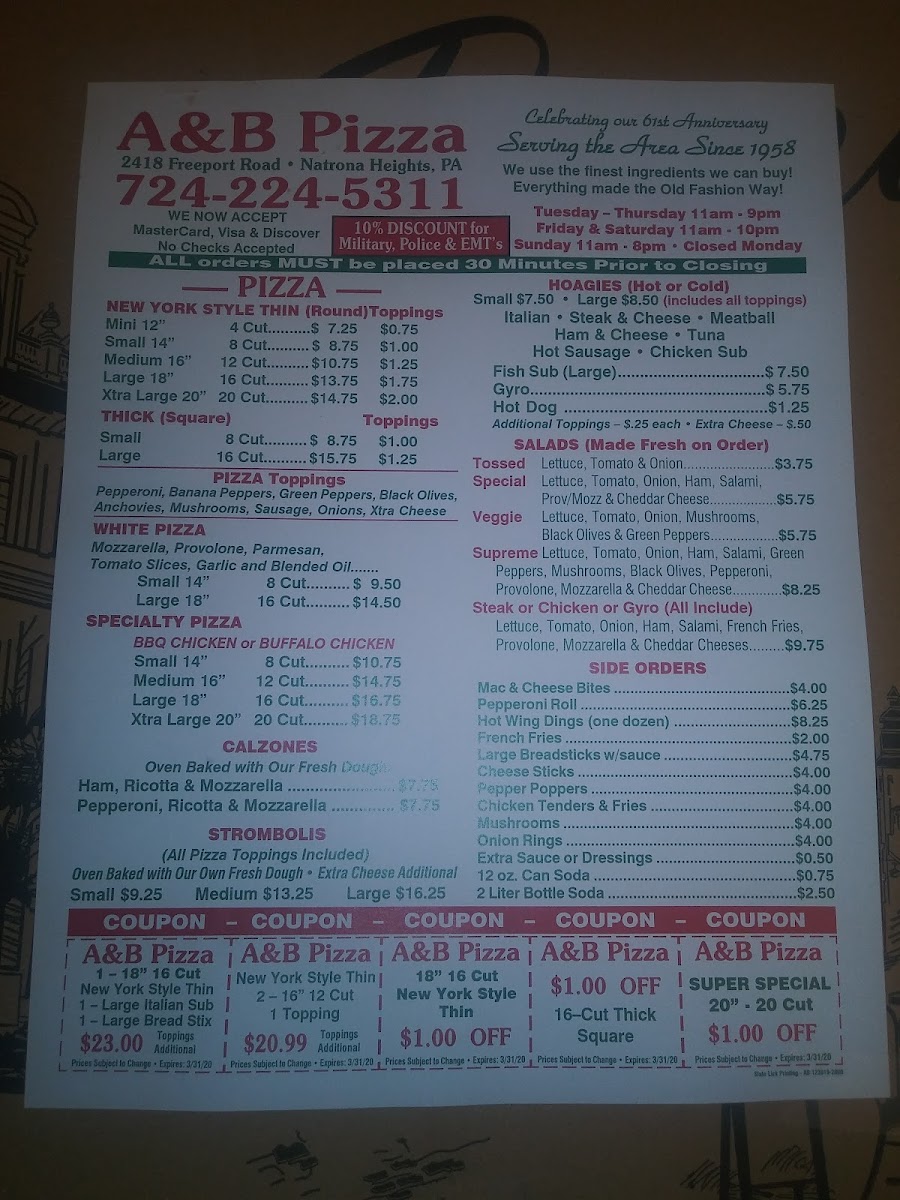 A&B Pizza
2418 Freeport Road • Natrona Heights, PA
724-224-5311
WE NOW ACCEPT
MasterCard, Visa & Discover
No Checks Accepted
10% DISCOUNT for
Military, Police & EMT's
Celebrating our 61st Anniversary
Serving the Area Since 1958
We use the finest ingredients we can buy!
Everything made the Old Fashion Way!
Tuesday – Thursday 11am - 9pm
Friday & Saturday 11am - 10pm
Sunday 11am - 8pm • Closed Monday
ALL orders MUST be placed 30 Minutes Prior to Closing
PIZZA
NEW YORK STYLE THIN (Round) Toppings
Mini 12" 4 Cut..........$ 7.25 $0.75
Small 14" 8 Cut..........$ 8.75 $1.00
Medium 16" 12 Cut..........$10.75 $1.25
Large 18" 16 Cut..........$13.75 $1.75
Xtra Large 20" 20 Cut..........$14.75 $2.00
THICK (Square) Toppings
Small 8 Cut..........$ 8.75 $1.00
Large 16 Cut..........$15.75 $1.25
PIZZA Toppings
Pepperoni, Banana Peppers, Green Peppers, Black Olives,
Anchovies, Mushrooms, Sausage, Onions, Xtra Cheese
WHITE PIZZA
Mozzarella, Provolone, Parmesan,
Tomato Slices, Garlic and Blended Oil.......
Small 14" 8 Cut..........$ 9.50
Large 18" 16 Cut..........$14.50
SPECIALTY PIZZA
BBQ CHICKEN or BUFFALO CHICKEN
Small 14" 8 Cut..........$10.75
Medium 16" 12 Cut..........$14.75
Large 18" 16 Cut..........$16.75
Xtra Large 20" 20 Cut..........$18.75
CALZONES
Oven Baked with Our Fresh Dough
Ham, Ricotta & Mozzarella ..................$7.75
Pepperoni, Ricotta & Mozzarella ..............$7.75
STROMBOLIS
(All Pizza Toppings Included)
Oven Baked with Our Own Fresh Dough • Extra Cheese Additional
Small $9.25 Medium $13.25 Large $16.25
HOAGIES (Hot or Cold)
Small $7.50 • Large $8.50 (includes all toppings)
Italian • Steak & Cheese • Meatball
Ham & Cheese • Tuna
Hot Sausage • Chicken Sub
Fish Sub (Large)..................$ 7.50
Gyro..................$ 5.75
Hot Dog ..................$1.25
Additional Toppings – $.25 each • Extra Cheese – $.50
SALADS (Made Fresh on Order)
Tossed Lettuce, Tomato & Onion..................$3.75
Special Lettuce, Tomato, Onion, Ham, Salami,
Prov/Mozz & Cheddar Cheese..................$5.75
Veggie Lettuce, Tomato, Onion, Mushrooms,
Black Olives & Green Peppers..................$5.75
Supreme Lettuce, Tomato, Onion, Ham, Salami, Green
Peppers, Mushrooms, Black Olives, Pepperoni,
Provolone, Mozzarella & Cheddar Cheese............$8.25
Steak or Chicken or Gyro (All Include)
Lettuce, Tomato, Onion, Ham, Salami, French Fries,
Provolone, Mozzarella & Cheddar Cheeses.........$9.75
SIDE ORDERS
Mac & Cheese Bites ..................$4.00
Pepperoni Roll ..................$6.25
Hot Wing Dings (one dozen) ..................$8.25
French Fries..................$2.00
Large Breadsticks w/sauce ..................$4.75
Cheese Sticks ..................$4.00
Pepper Poppers ..................$4.00
Chicken Tenders & Fries ..................$4.00
Mushrooms ..................$4.00
Onion Rings ..................$4.00
Extra Sauce or Dressings ..................$0.50
12 oz. Can Soda ..................$0.75
2 Liter Bottle Soda ..................$2.50
COUPON – COUPON – COUPON – COUPON – COUPON
A&B Pizza
1 – 18" 16 Cut
New York Style Thin
1 – Large Italian Sub
1 – Large Bread Stix
$23.00 Toppings Additional
Prices Subject to Change • Expires: 3/31/20
A&B Pizza
New York Style Thin
2 – 16" 12 Cut
1 Topping
$20.99 Toppings Additional
Prices Subject to Change • Expires: 3/31/20
A&B Pizza
18" 16 Cut
New York Style
Thin
$1.00 OFF
Prices Subject to Change • Expires: 3/31/20
A&B Pizza
$1.00 OFF
16–Cut Thick
Square
Prices Subject to Change • Expires: 3/31/20
A&B Pizza
SUPER SPECIAL
20" - 20 Cut
$1.00 OFF
Prices Subject to Change • Expires: 3/31/20